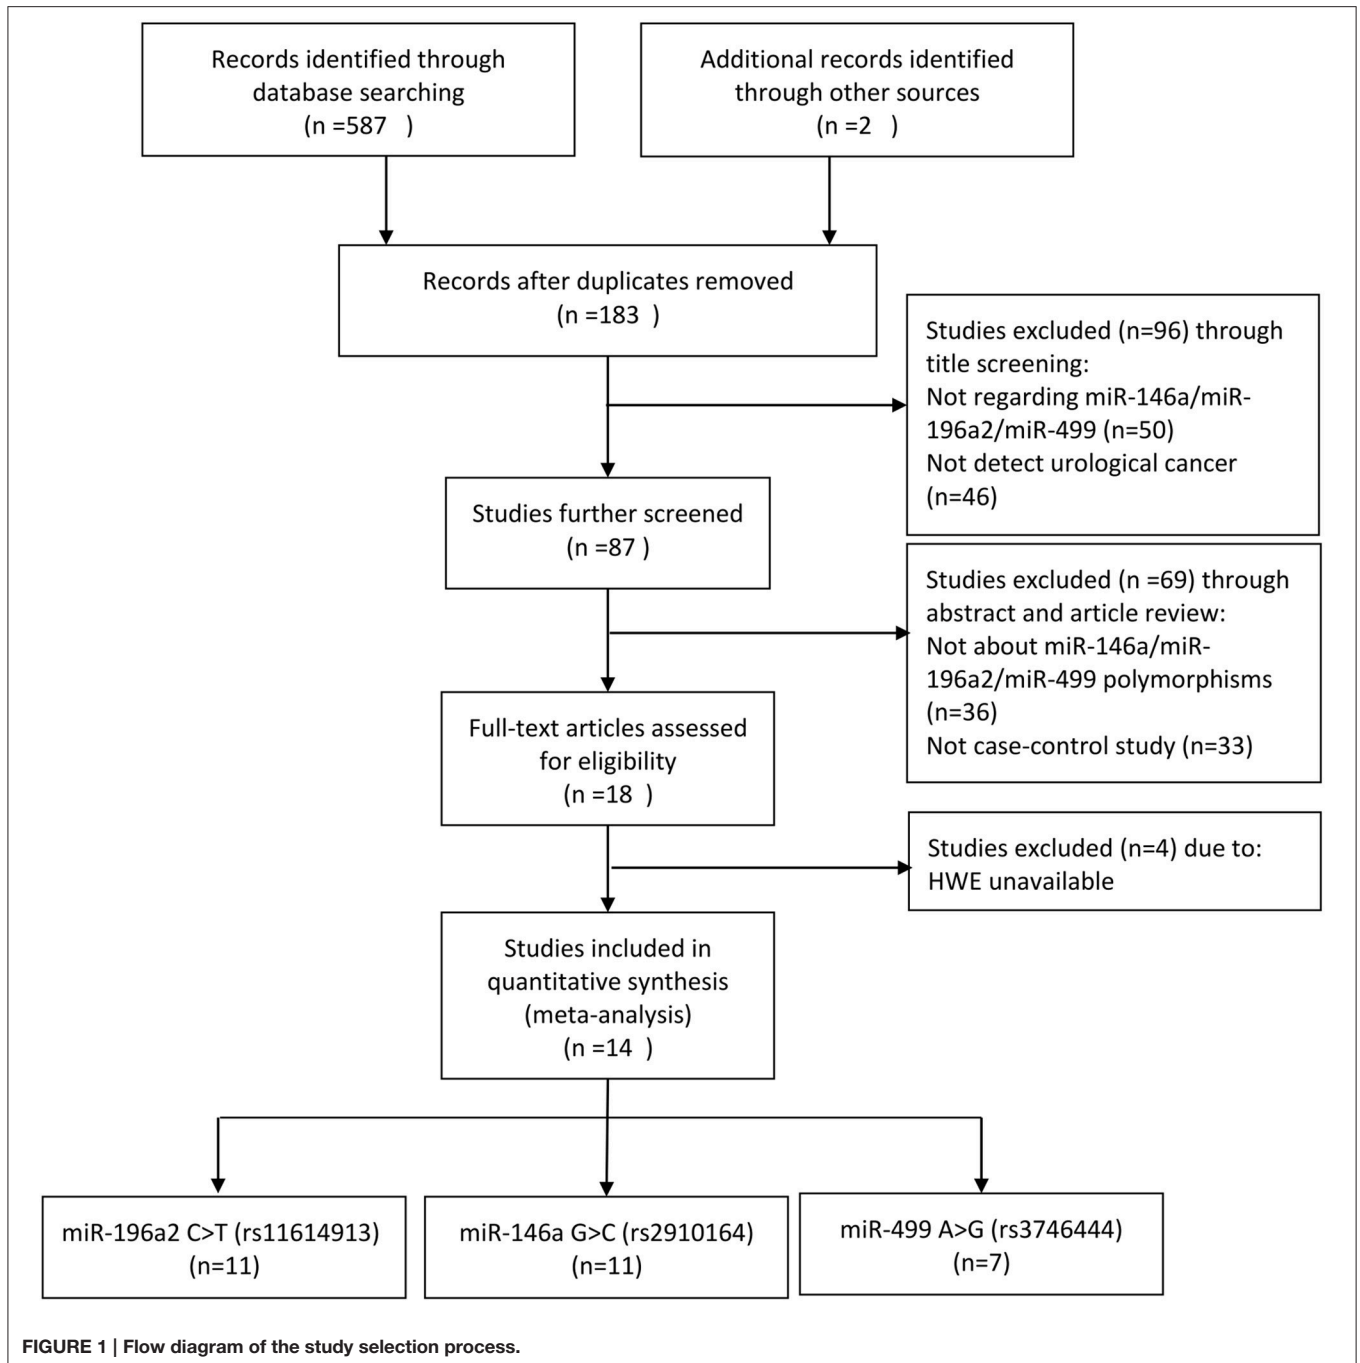 Records identified through
database searching
(n =587   )
Additional records identified
through other sources
(n =2   )
Records after duplicates removed
(n =183  )
Studies excluded (n=96) through
title screening:
Not regarding miR-146a/miR-
196a2/miR-499 (n=50)
Not detect urological cancer
(n=46)
Studies further screened
(n =87 )
Studies excluded (n =69) through
abstract and article review:
Not about miR-146a/miR-
196a2/miR-499 polymorphisms
(n=36)
Not case-control study (n=33)
Full-text articles assessed
for eligibility
(n =18  )
Studies excluded (n=4) due to:
HWE unavailable
Studies included in
quantitative synthesis
(meta-analysis)
(n =14  )
miR-196a2 C>T (rs11614913)
(n=11)
miR-146a G>C (rs2910164)
(n=11)
miR-499 A>G (rs3746444)
(n=7)
FIGURE 1 | Flow diagram of the study selection process.